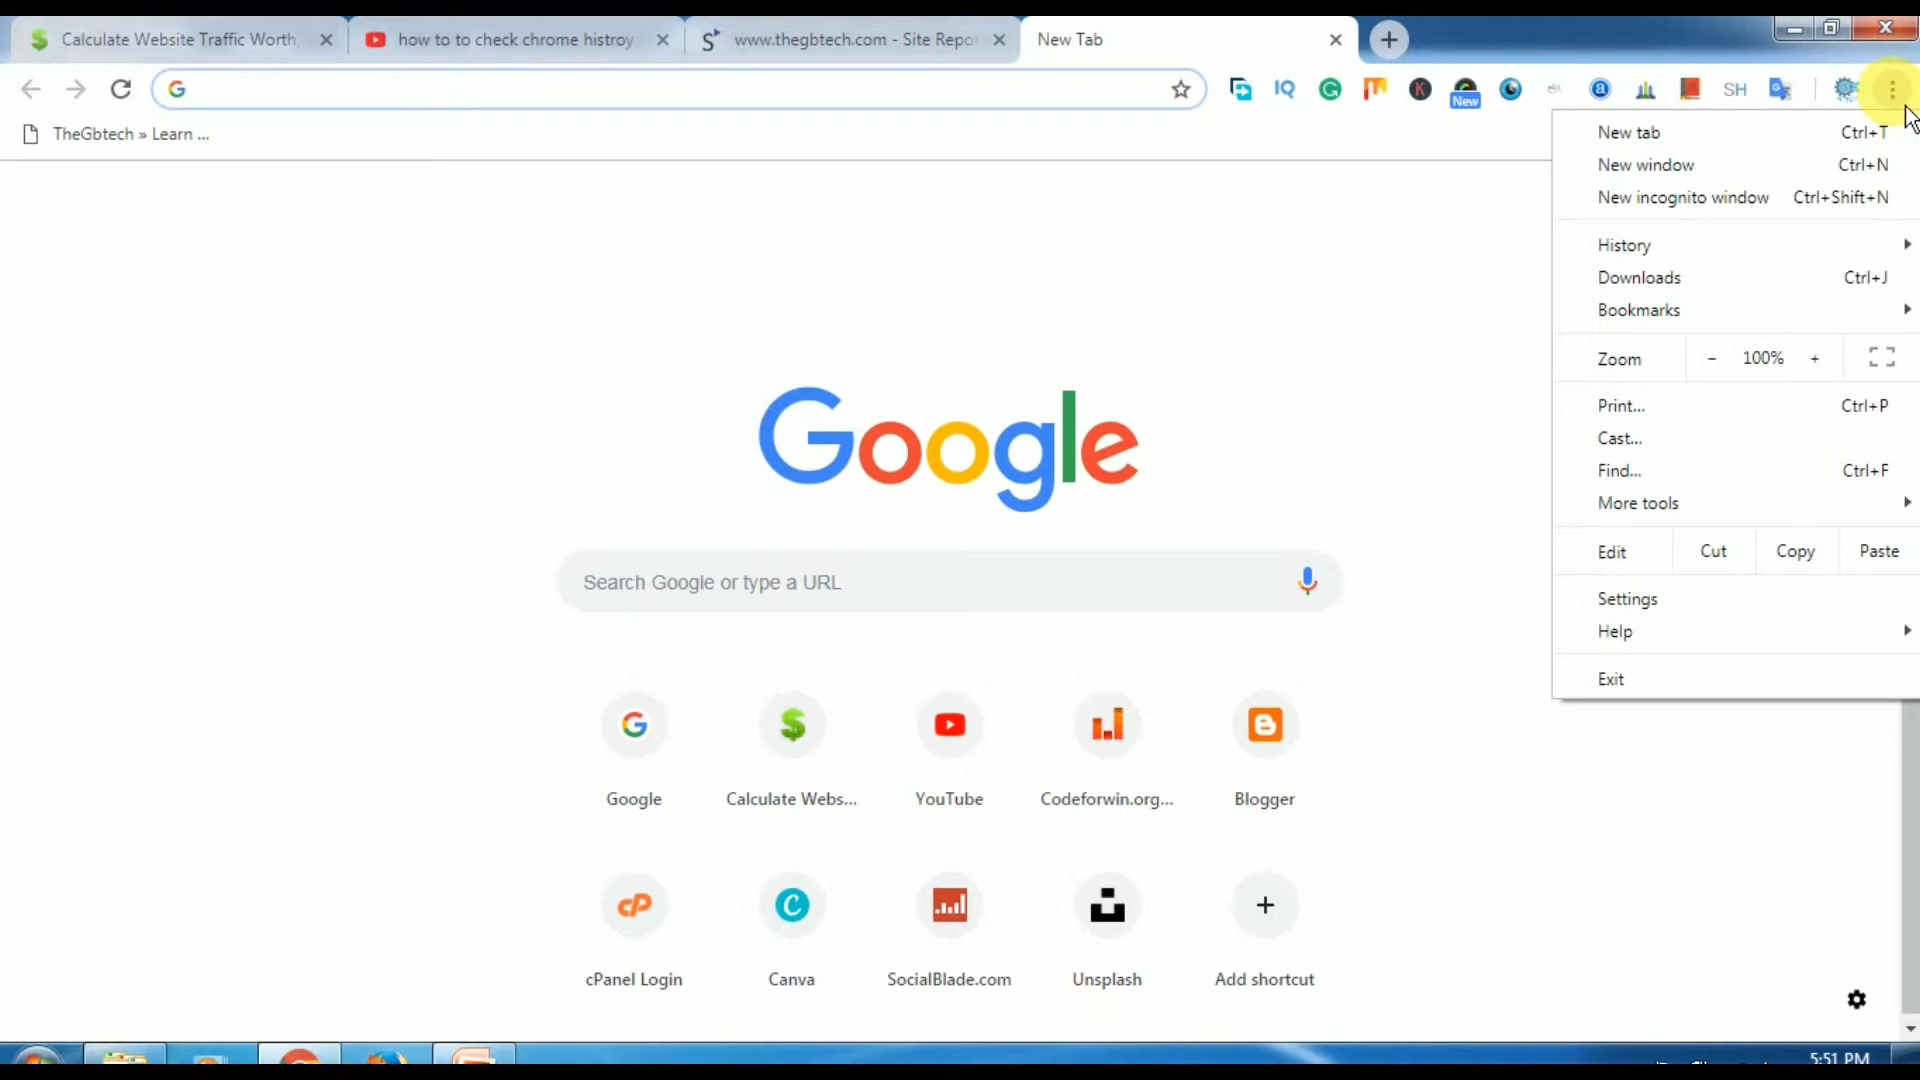 Calculate Website Traffic Worth,
how to to check chrome histroy
www.thegbtech.com - Site Repor
New Tab
IQ
K
New
a
SH
TheGbtech » Learn ...
New tab Ctrl+T
New window Ctrl+N
New incognito window Ctrl+Shift+N
History
Downloads Ctrl+J
Bookmarks
Zoom - 100% +
Print... Ctrl+P
Cast...
Find... Ctrl+F
More tools
Edit Cut Copy Paste
Settings
Help
Exit
Google
Search Google or type a URL
Google
Calculate Webs...
YouTube
Codeforwin.org...
Blogger
cPanel Login
Canva
SocialBlade.com
Unsplash
Add shortcut
5:51 PM